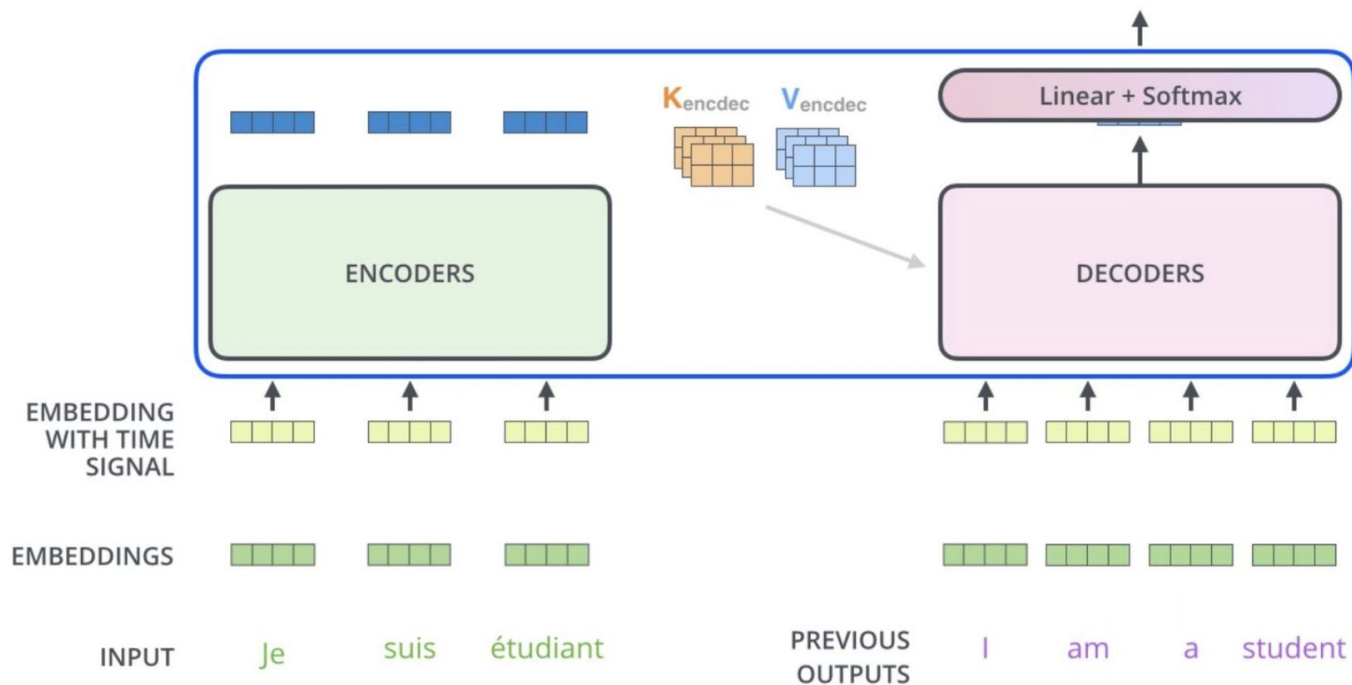 Linear + Softmax
Kencdec Vencdec
ENCODERS
DECODERS
EMBEDDING
WITH TIME
SIGNAL
EMBEDDINGS
INPUT
Je suis étudiant
PREVIOUS
OUTPUTS
I am a student